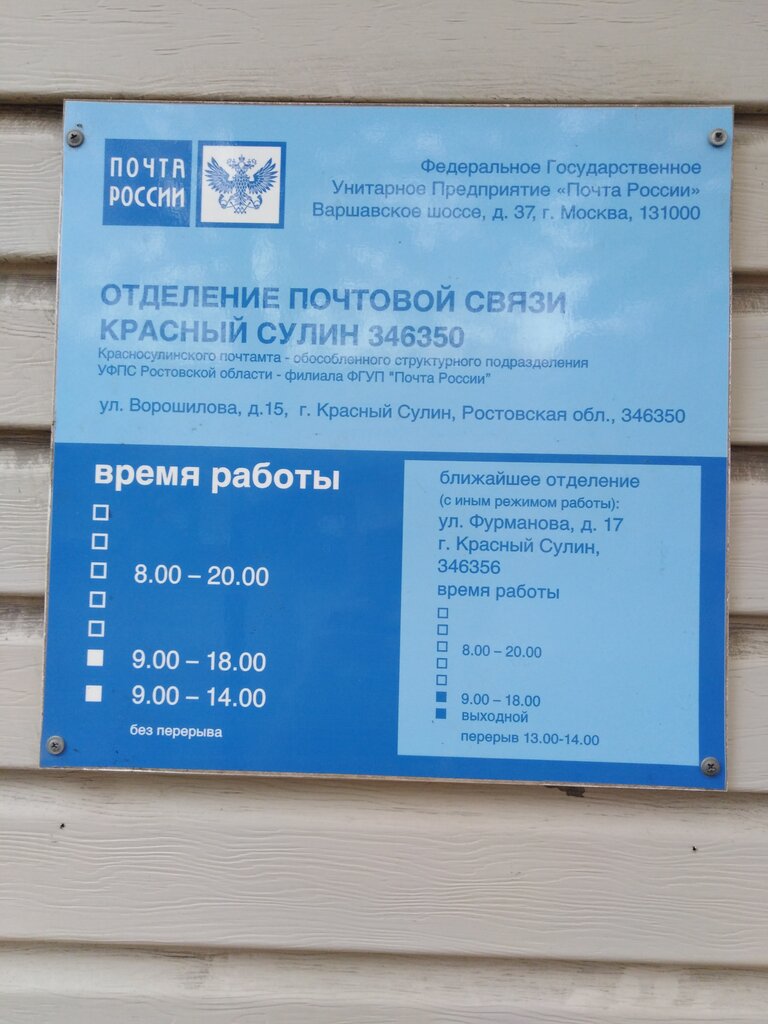 ПОЧТА
РОССИИ
Федеральное Государственное
Унитарное Предприятие «Почта России»
Варшавское шоссе, д. 37, г. Москва, 131000
ОТДЕЛЕНИЕ ПОЧТОВОЙ СВЯЗИ
КРАСНЫЙ СУЛИН 346350
Красносулинского почтамта - обособленного структурного подразделения
УФПС Ростовской области - филиала ФГУП "Почта России"
ул. Ворошилова, д.15, г. Красный Сулин, Ростовская обл., 346350
время работы
8.00 – 20.00
9.00 – 18.00
9.00 – 14.00
без перерыва
ближайшее отделение
(с иным режимом работы):
ул. Фурманова, д. 17
г. Красный Сулин,
346356
время работы
8.00 – 20.00
9.00 – 18.00
выходной
перерыв 13.00-14.00